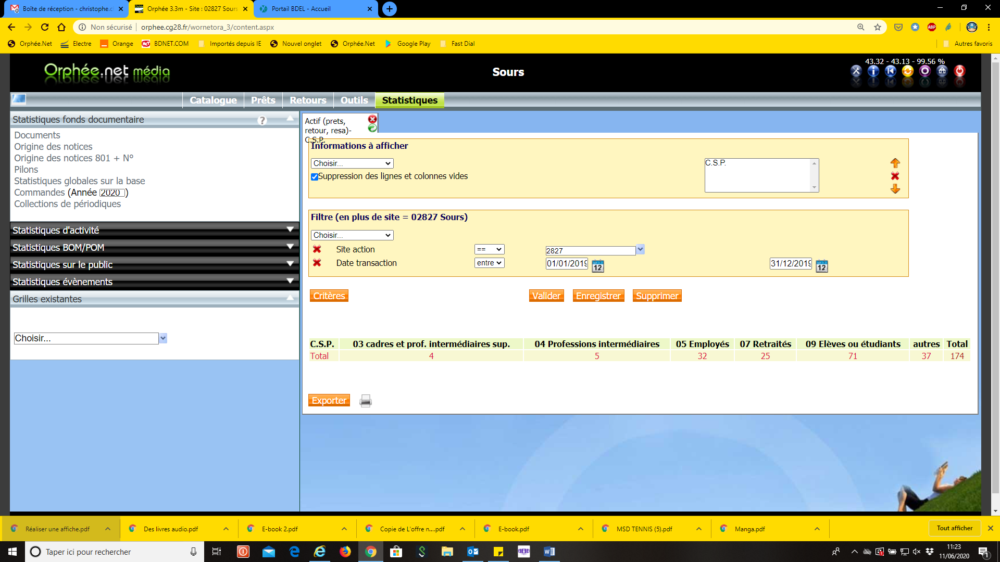 Boîte de réception - christophe.c
Orphée 3.3m - Site : 02827 Sours
Portail BDEL - Accueil
Non sécurisé
orphee.cg28.fr/wornetora_3/content.aspx
Orphée.Net
Electre
Orange
BDNET.COM
Importés depuis IE
Nouvel onglet
Orphée.Net
Google Play
Fast Dial
Autres favoris
Orphée.net média
Sours
43.32 - 43.13 - 99.56 %
Catalogue
Prêts
Retours
Outils
Statistiques
Statistiques fonds documentaire
Documents
Origine des notices
Origine des notices 801 + N°
Pilons
Statistiques globales sur la base
Commandes (Année 2020)
Collections de périodiques
Statistiques d'activité
Statistiques BOM/POM
Statistiques sur le public
Statistiques évènements
Grilles existantes
Choisir...
Actif (prets,
retour, resa)-
C.S.P.
Informations à afficher
Choisir...
Suppression des lignes et colonnes vides
C.S.P.
Filtre (en plus de site = 02827 Sours)
Choisir...
Site action == 2827
Date transaction entre 01/01/2019 31/12/2019
Critères
Valider
Enregistrer
Supprimer
C.S.P. 03 cadres et prof. intermédiaires sup. 04 Professions intermédiaires 05 Employés 07 Retraités 09 Elèves ou étudiants autres Total
Total 4 5 32 25 71 37 174
Exporter
Réaliser une affiche.pdf
Des livres audio.pdf
E-book 2.pdf
Copie de L'offre n....pdf
E-book.pdf
MSD TENNIS (5).pdf
Manga.pdf
Tout afficher
Taper ici pour rechercher
11:23
11/06/2020